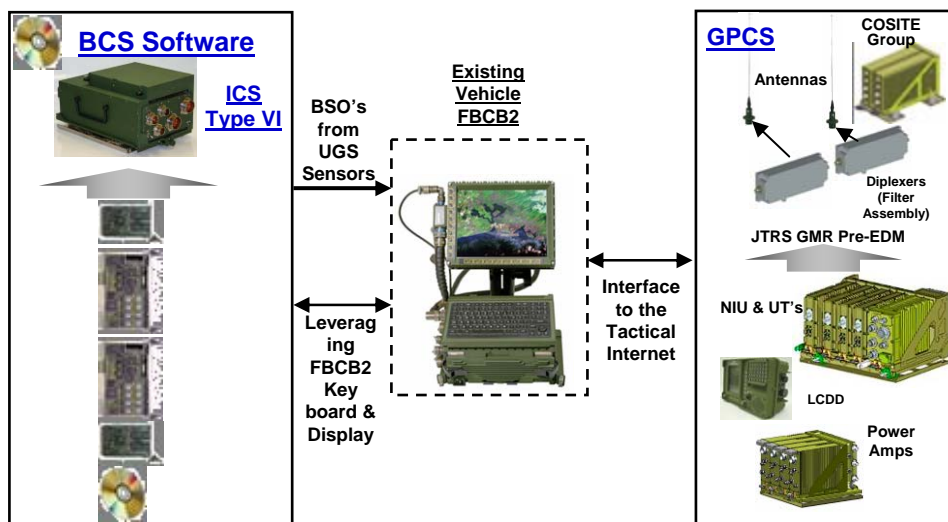 BCS Software
ICS
Type VI
BSO's
from
UGS
Sensors
Leverag
ing
FBCB2
Key
board &
Display
Existing
Vehicle
FBCB2
Interface
to the
Tactical
Internet
GPCS
COSITE
Group
Antennas
Diplexers
(Filter
Assembly)
JTRS GMR Pre-EDM
NIU & UT's
LCDD
Power
Amps